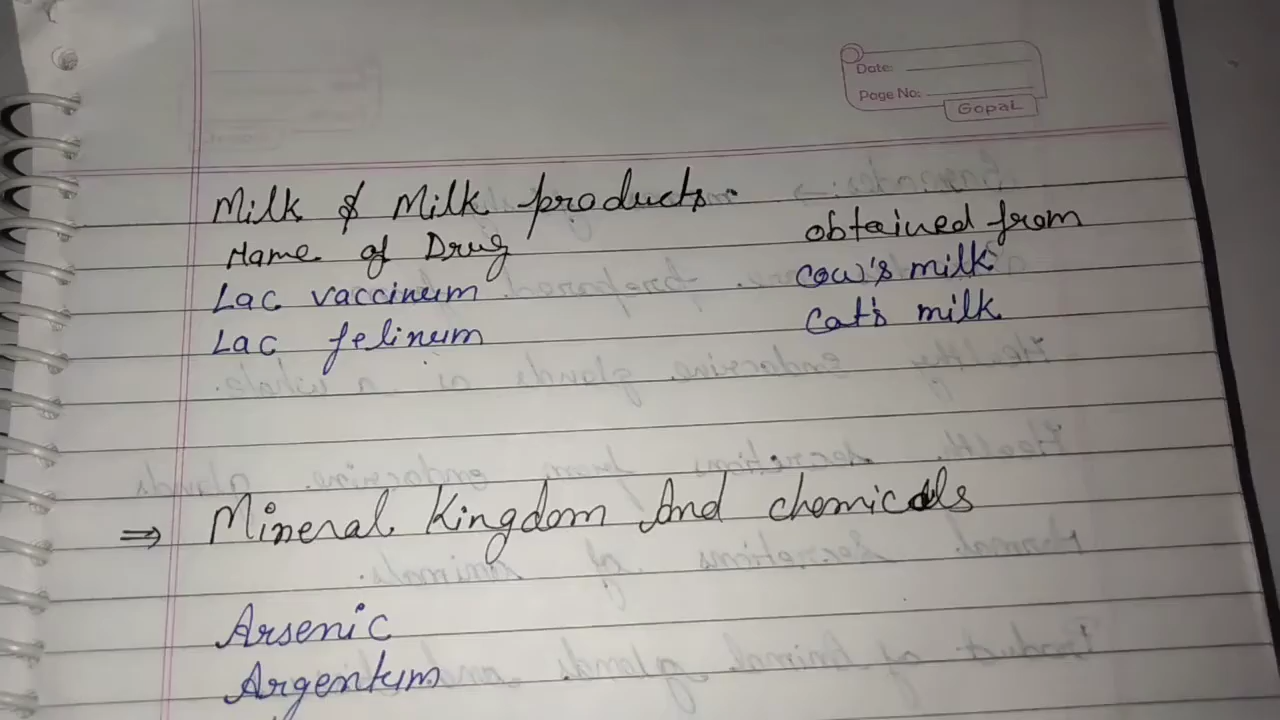 Date:
Page No:
Gopal
Milk & Milk products.
Name of Drug obtained from
Lac vaccinum cow's milk
Lac felinum Cat's milk
⇒ Mineral Kingdom And chemicals
Arsenic
Argentum